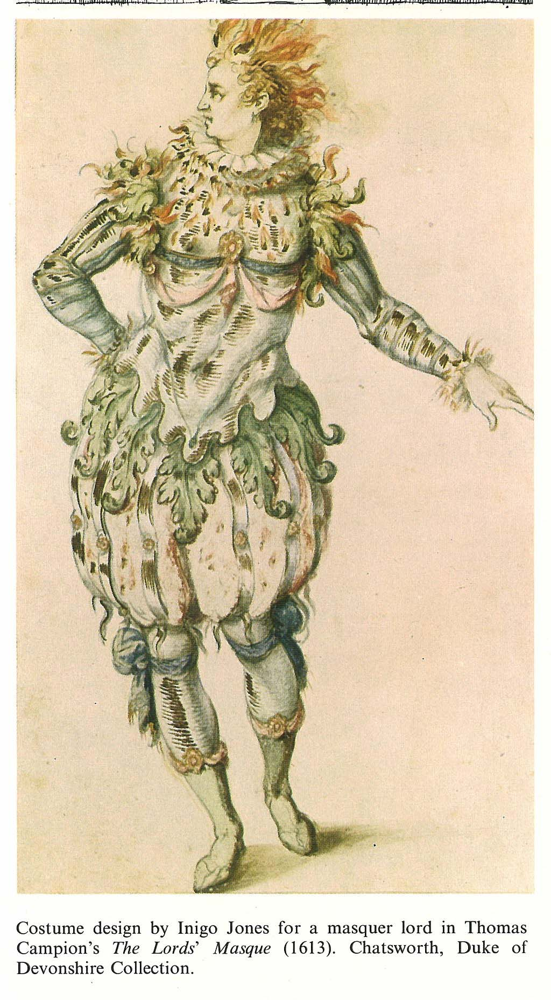 Costume design by Inigo Jones for a masquer lord in Thomas
Campion's The Lords' Masque (1613). Chatsworth, Duke of
Devonshire Collection.